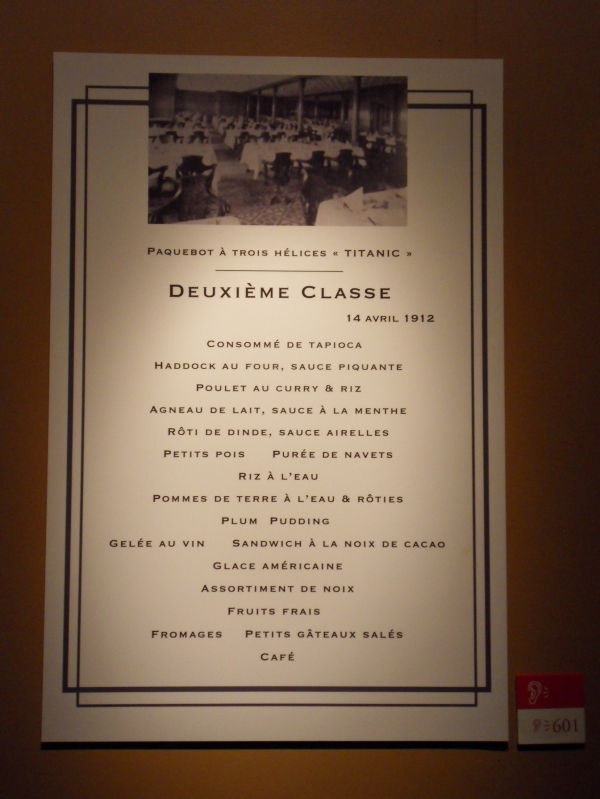 Paquebot à trois hélices « TITANIC »
Deuxième Classe
14 avril 1912
Consommé de tapioca
Haddock au four, sauce piquante
Poulet au curry & riz
Agneau de lait, sauce à la menthe
Rôti de dinde, sauce airelles
Petits pois Purée de navets
Riz à l'eau
Pommes de terre à l'eau & rôties
Plum Pudding
Gelée au vin Sandwich à la noix de cacao
Glace américaine
Assortiment de noix
Fruits frais
Fromages Petits gâteaux salés
Café
601